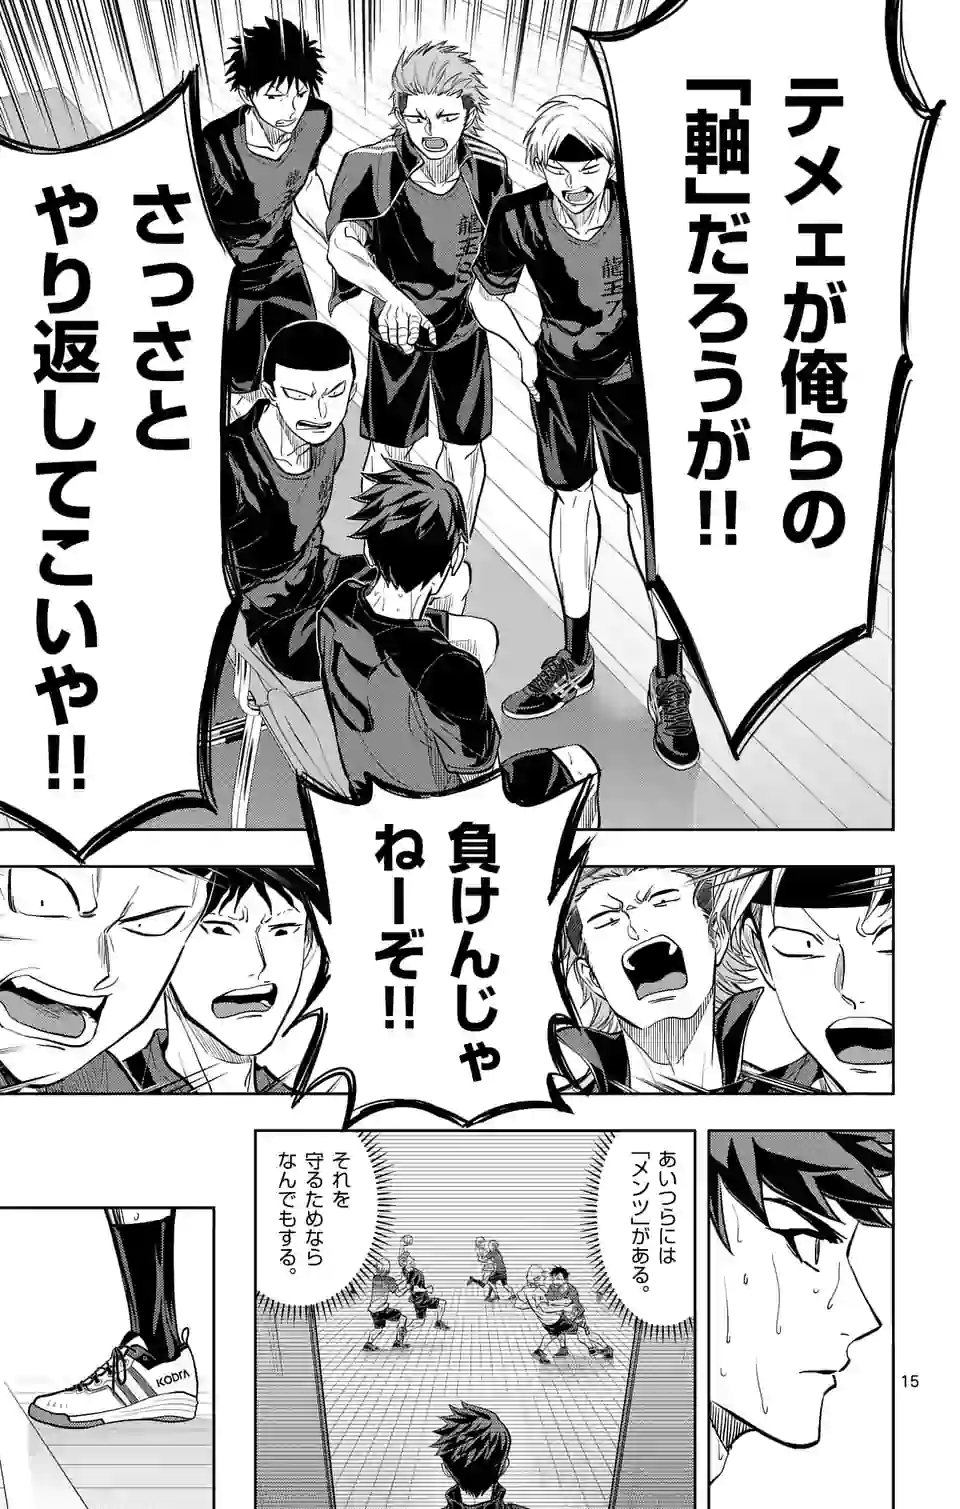 テメェが俺らの
「軸」だろうが!!
さっさと
やり返してこいや!!
負けんじゃ
ねーぞ!!
あいつらには
「メンツ」がある。
それを
守るためなら
なんでもする。
KODTA
15